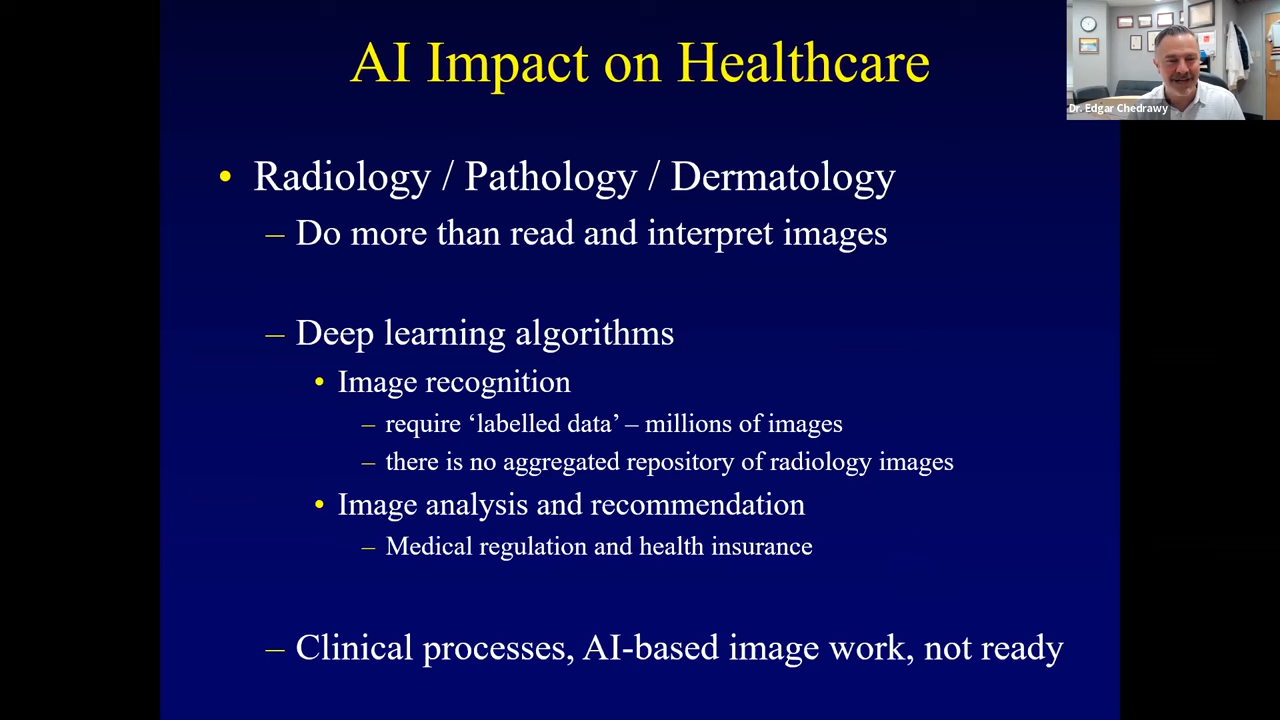 AI Impact on Healthcare
Dr. Edgar Chedrawy
• Radiology / Pathology / Dermatology
– Do more than read and interpret images
– Deep learning algorithms
• Image recognition
– require ‘labelled data’ – millions of images
– there is no aggregated repository of radiology images
• Image analysis and recommendation
– Medical regulation and health insurance
– Clinical processes, AI-based image work, not ready